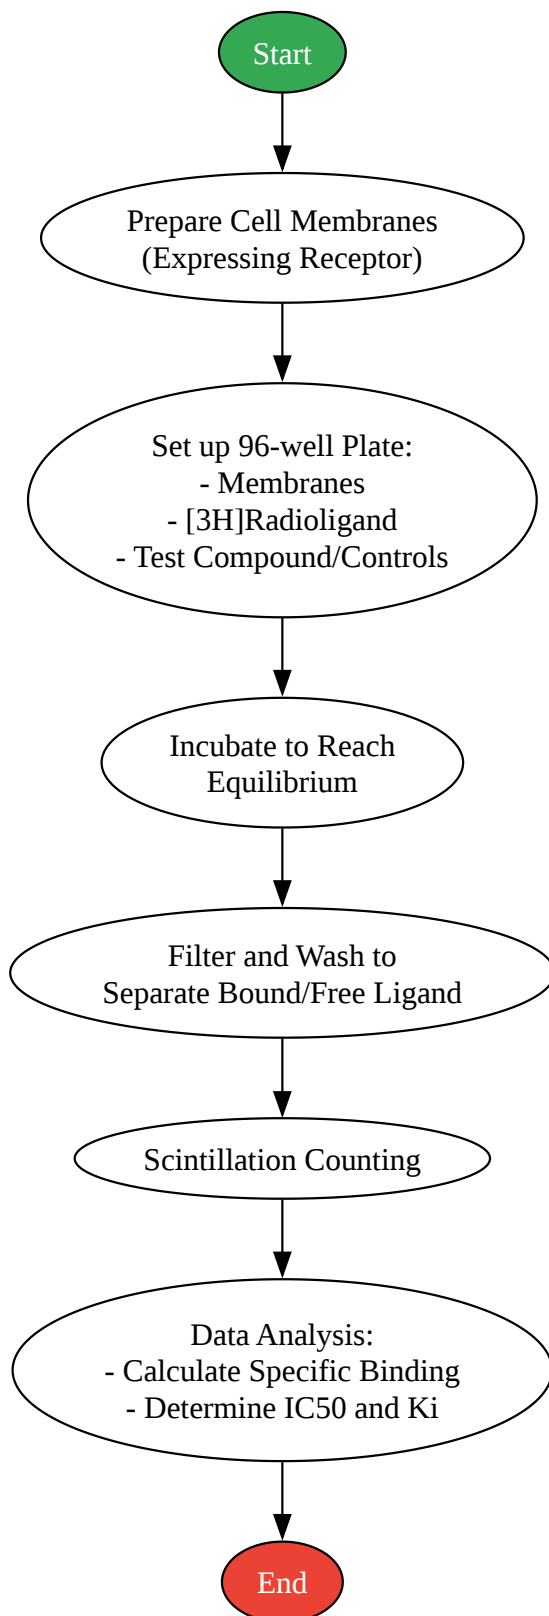 Start
Prepare Cell Membranes
(Expressing Receptor)
Set up 96-well Plate:
- Membranes
- [3H]Radioligand
- Test Compound/Controls
Incubate to Reach
Equilibrium
Filter and Wash to
Separate Bound/Free Ligand
Scintillation Counting
Data Analysis:
- Calculate Specific Binding
- Determine IC50 and Ki
End